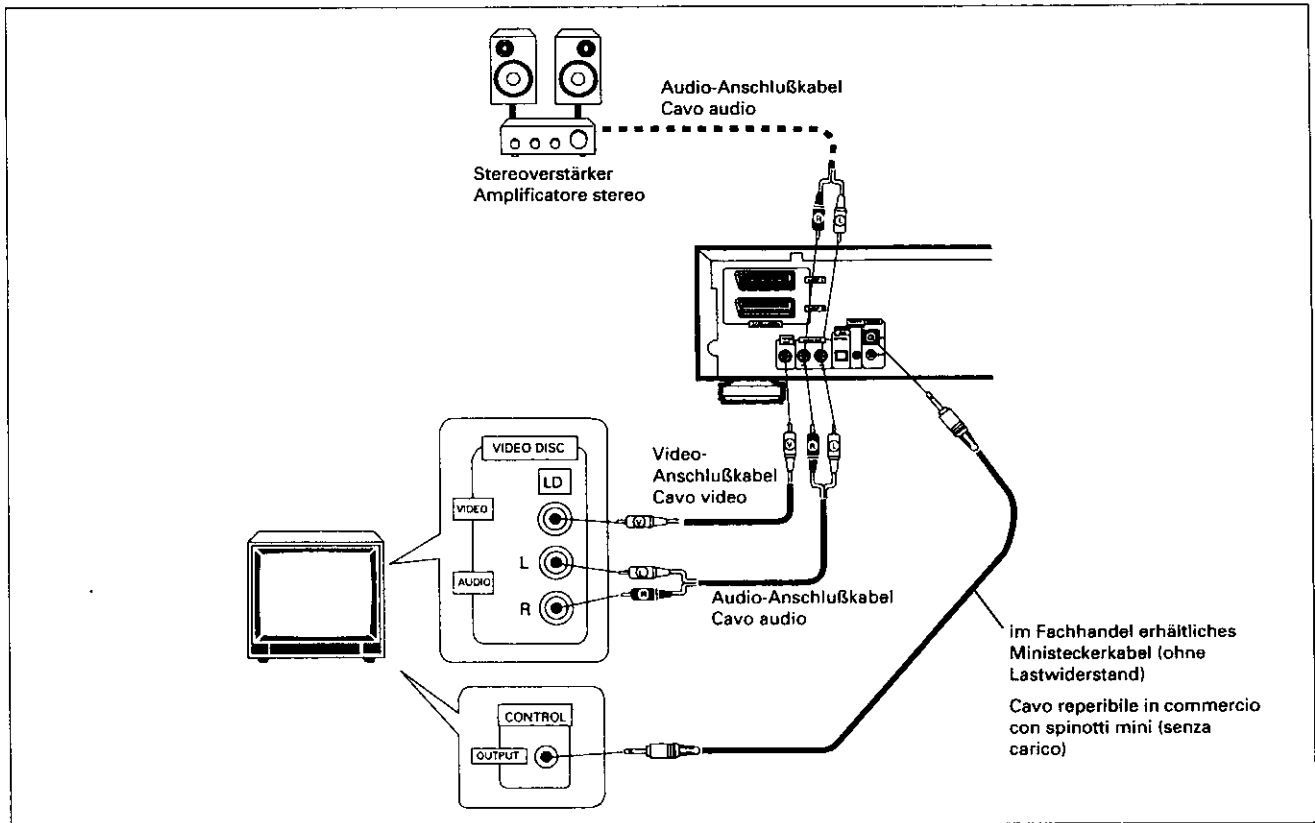 Audio-Anschlußkabel
Cavo audio
Stereoverstärker
Amplificatore stereo
R
L
VIDEO DISC
LD
VIDEO
L
AUDIO
R
V
R
L
Video-
Anschlußkabel
Cavo video
V
L
R
Audio-Anschlußkabel
Cavo audio
im Fachhandel erhältliches
Ministeckerkabel (ohne
Lastwiderstand)
Cavo reperibile in commercio
con spinotti mini (senza
carico)
CONTROL
OUTPUT